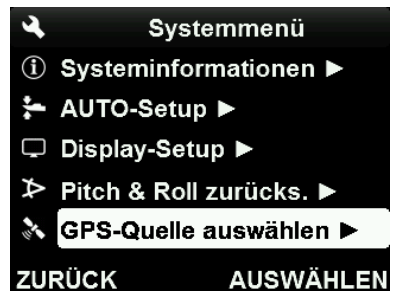 Systemmenü
Systeminformationen ►
AUTO-Setup ►
Display-Setup ►
Pitch & Roll zurücks. ►
GPS-Quelle auswählen ►
ZURÜCK AUSWÄHLEN